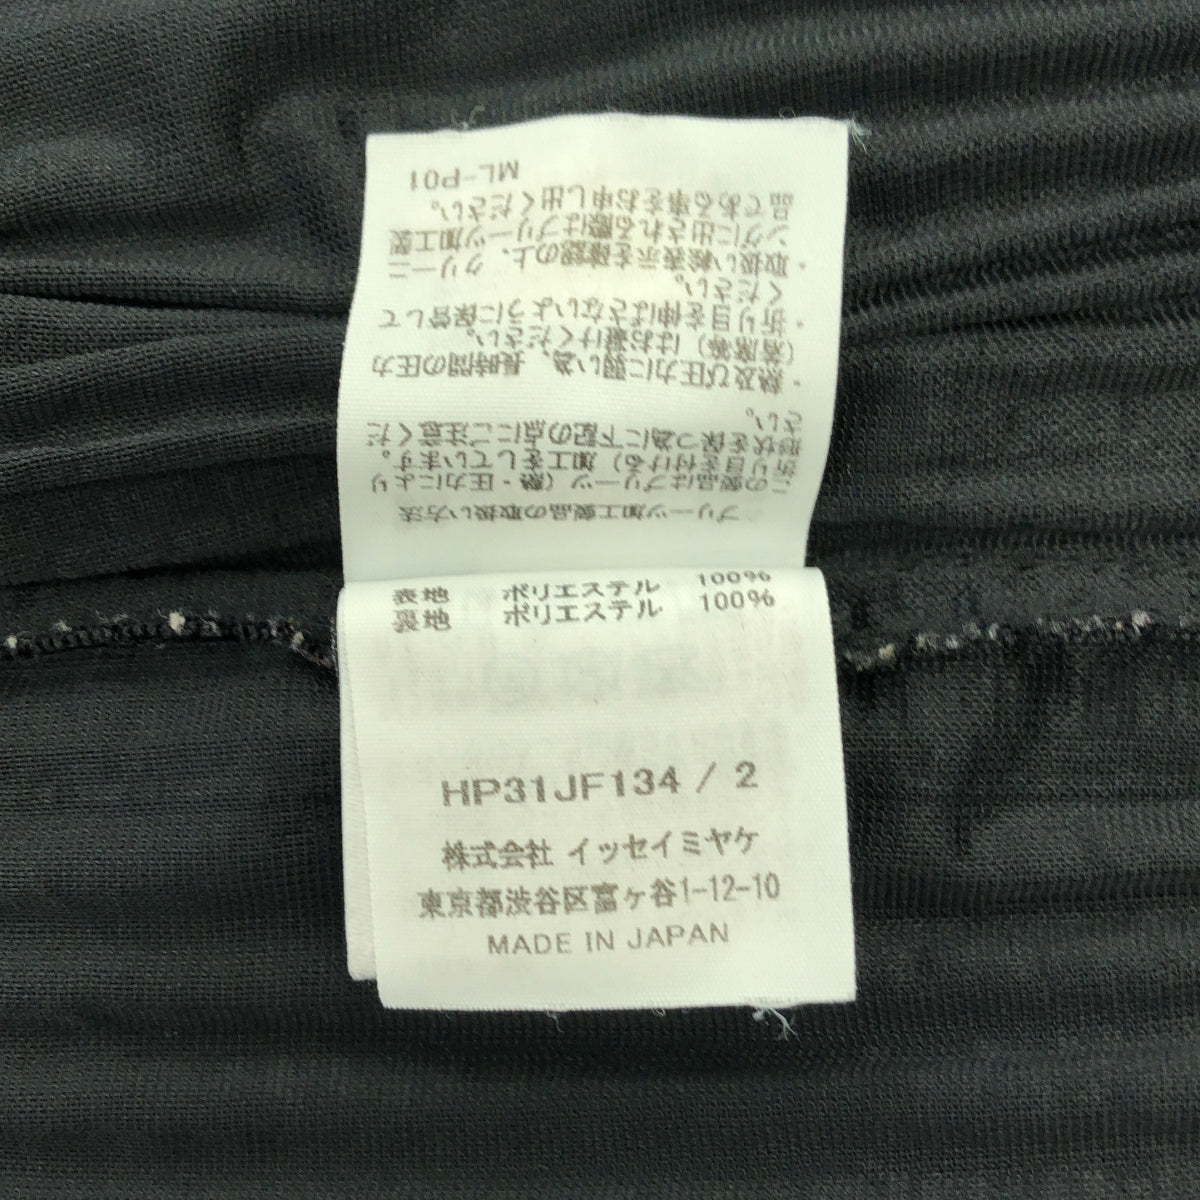 プリーツ加工製品の取扱い方法
この製品はプリーツ（熱・圧力により
折り目を付ける）加工をしています。
形状を保つ為に下記の点にご注意くだ
さい。
・熱及び圧力に弱い為、長時間の圧力
（着席等）はお避けください。
・折り目を伸ばさないように保管して
ください。
・取扱い絵表示を確認の上、クリーニ
ングに出される際はプリーツ加工製
品である事をお申し出ください。
ML-P01
表地 ポリエステル 100%
裏地 ポリエステル 100%
HP31JF134 / 2
株式会社 イッセイミヤケ
東京都渋谷区富ヶ谷1-12-10
MADE IN JAPAN